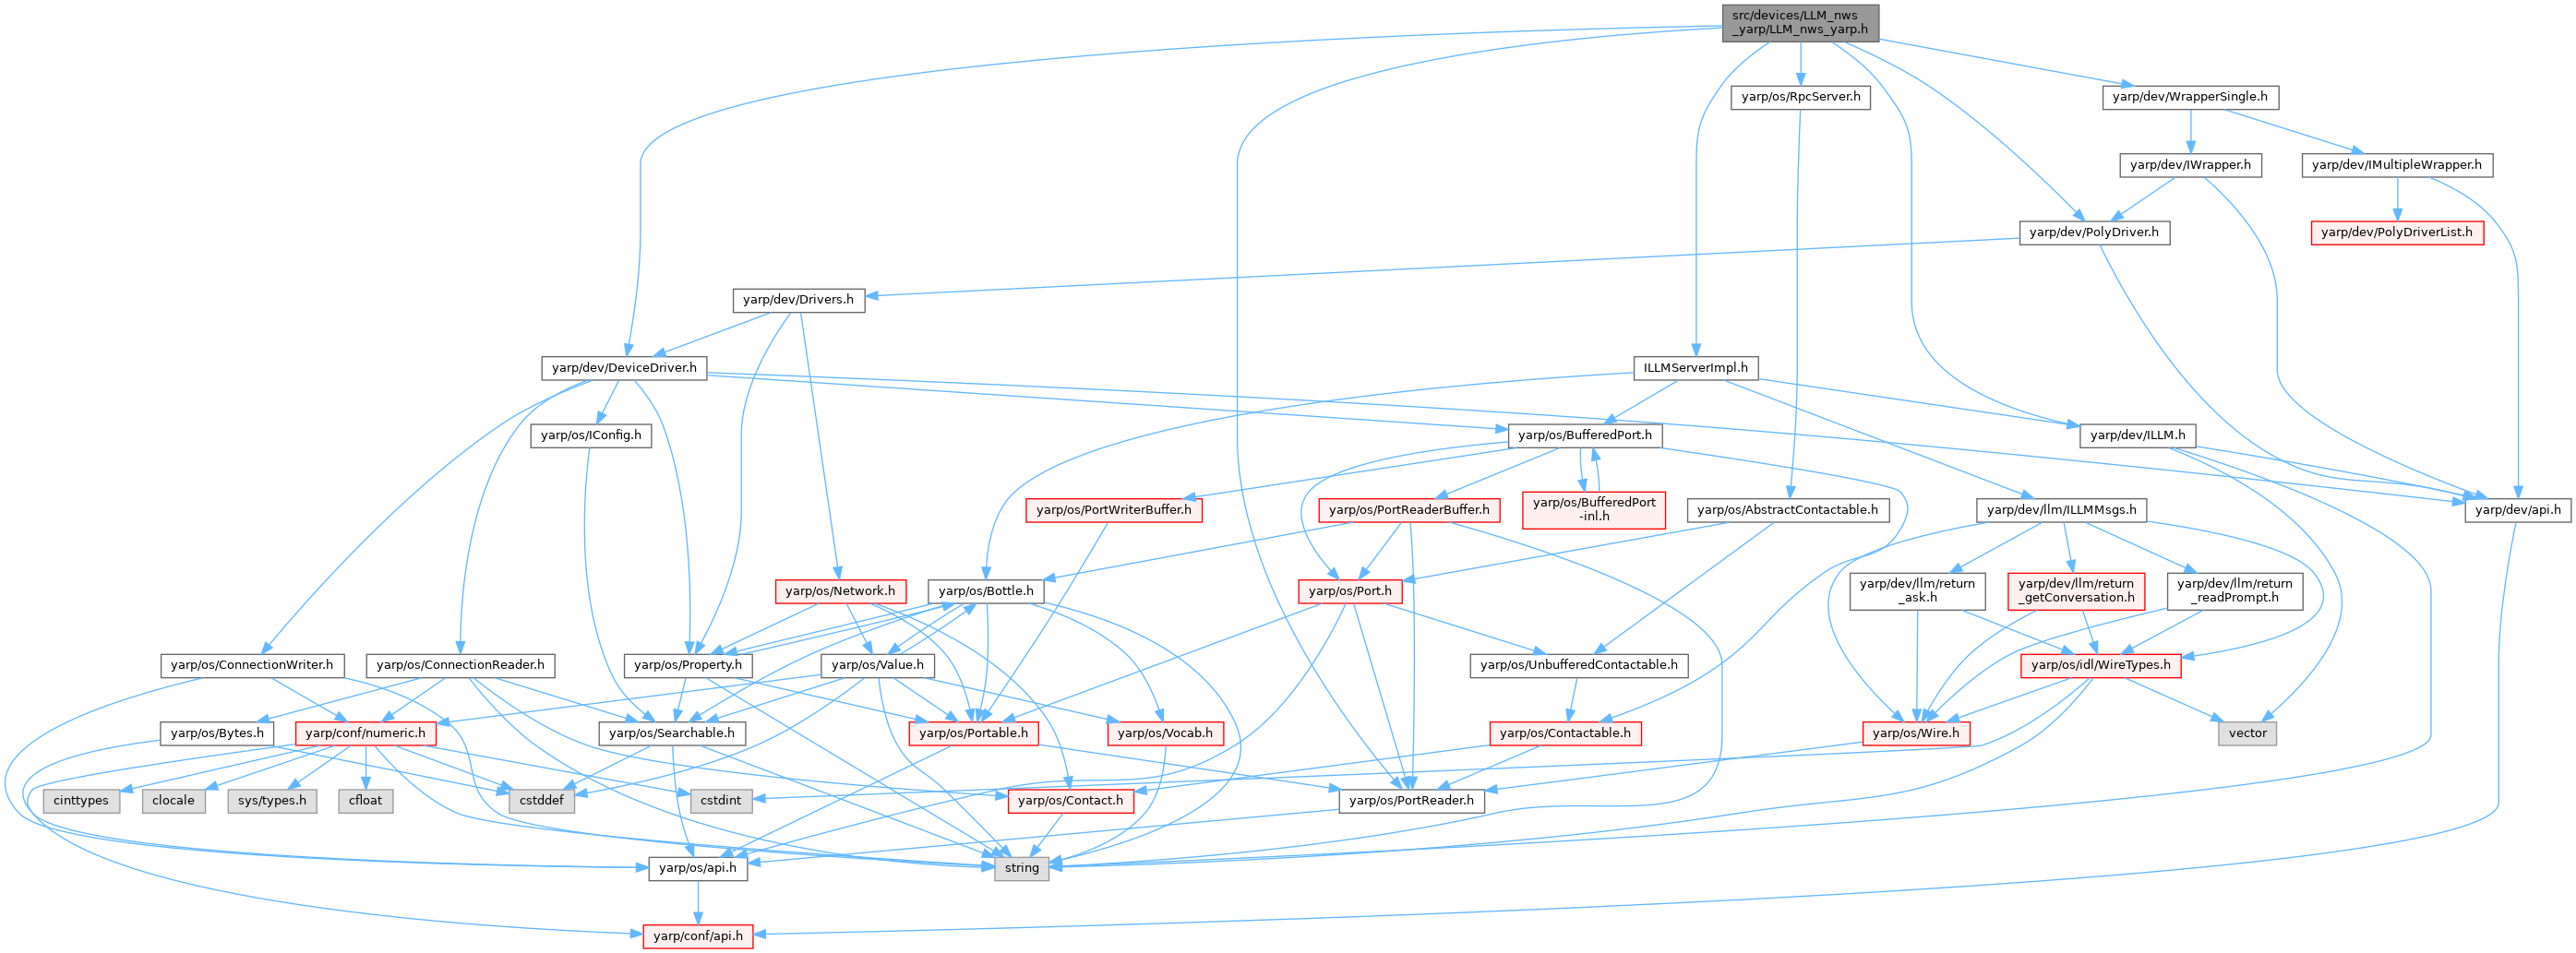 src/devices/LLM_nws
_yarp/LLM_nws_yarp.h
yarp/os/RpcServer.h
yarp/dev/WrapperSingle.h
yarp/dev/IWrapper.h
yarp/dev/IMultipleWrapper.h
yarp/dev/PolyDriver.h
yarp/dev/PolyDriverList.h
yarp/dev/Drivers.h
yarp/dev/DeviceDriver.h
ILLMServerImpl.h
yarp/os/IConfig.h
yarp/os/BufferedPort.h
yarp/dev/ILLM.h
yarp/os/PortWriterBuffer.h
yarp/os/PortReaderBuffer.h
yarp/os/BufferedPort
-inl.h
yarp/os/AbstractContactable.h
yarp/dev/llm/ILLMMsgs.h
yarp/dev/api.h
yarp/os/Network.h
yarp/os/Bottle.h
yarp/os/Port.h
yarp/dev/llm/return
_ask.h
yarp/dev/llm/return
_getConversation.h
yarp/dev/llm/return
_readPrompt.h
yarp/os/ConnectionWriter.h
yarp/os/ConnectionReader.h
yarp/os/Property.h
yarp/os/Value.h
yarp/os/UnbufferedContactable.h
yarp/os/idl/WireTypes.h
yarp/os/Bytes.h
yarp/conf/numeric.h
yarp/os/Searchable.h
yarp/os/Portable.h
yarp/os/Vocab.h
yarp/os/Contactable.h
yarp/os/Wire.h
vector
cinttypes
clocale
sys/types.h
cfloat
cstddef
cstdint
yarp/os/Contact.h
yarp/os/PortReader.h
yarp/os/api.h
string
yarp/conf/api.h